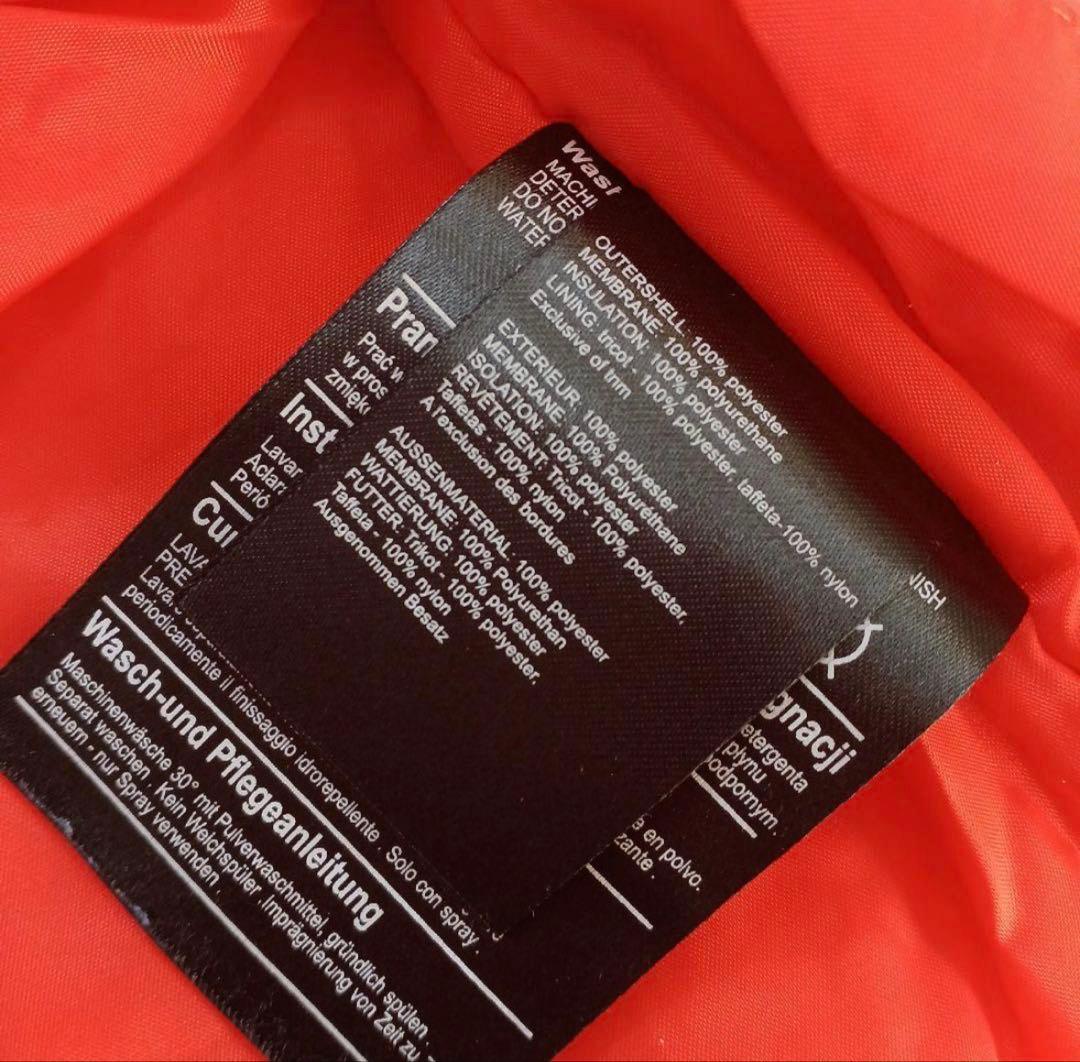 Wasl
MACHI
DETER
DO NO
WATER
NISH
OUTERSHELL. 100% polyester
MEMBRANE: 100% polyurethane
INSULATION: 100% polyester
LINING: tricot - 100% polyester, taffeta-100% nylon
Exclusive of trim
EXTERIEUR. 100% polyester
MEMBRANE: 100% Polyuréthane
ISOLATION: 100% polyester
REVÊTEMENT: Tricot - 100% polyester,
Taffetas - 100% nylon
A l'exclusion des bordures
AUSSENMATERIAL. 100% polyester
MEMBRANE: 100% Polyurethan
WATTIERUNG: 100% polyester
FUTTER. Trikot - 100% polyester,
Taffeta - 100% nylon
Ausgenommen Besatz
Pran
gnacji
Prać w
etergenta
w pros
płynu
zmięk
odpornym.
Inst
Lavar
e en polvo.
Aclar
zante.
Perió
Cui
LAVA
PRE
Lava
periodicamente il finissaggio idrorepellente. Solo con spray.
Wasch-und Pflegeanleitung
Maschinenwäsche 30° mit Pulverwaschmittel, gründlich spülen.
Separat waschen. Kein Weichspüler. Imprägnierung von Zeit zu
erneuern - nur Spray verwenden.